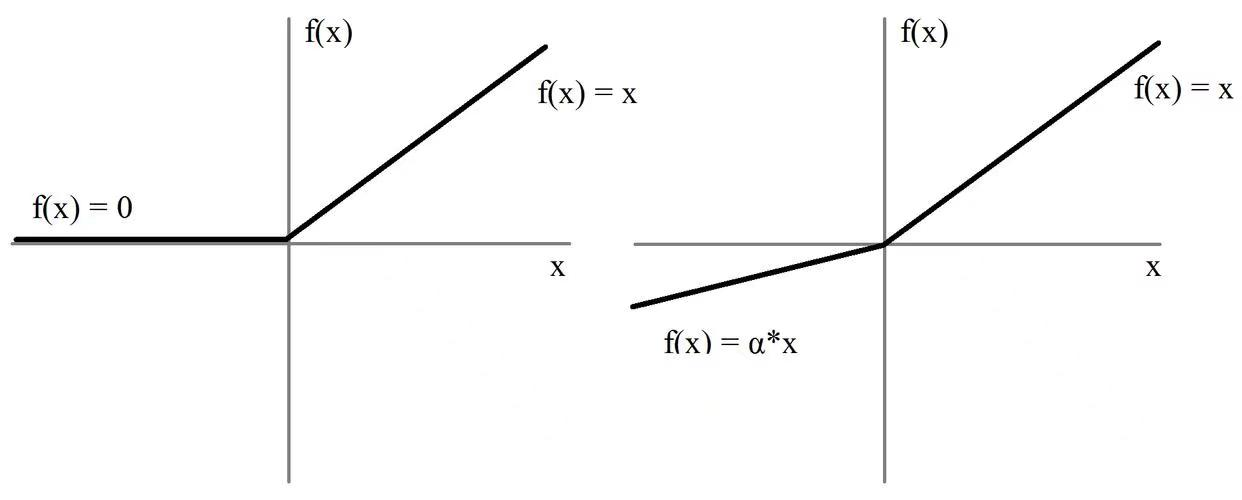 f(x)
f(x) = x
f(x) = 0
x
f(x)
f(x) = x
x
f(x) = α*x